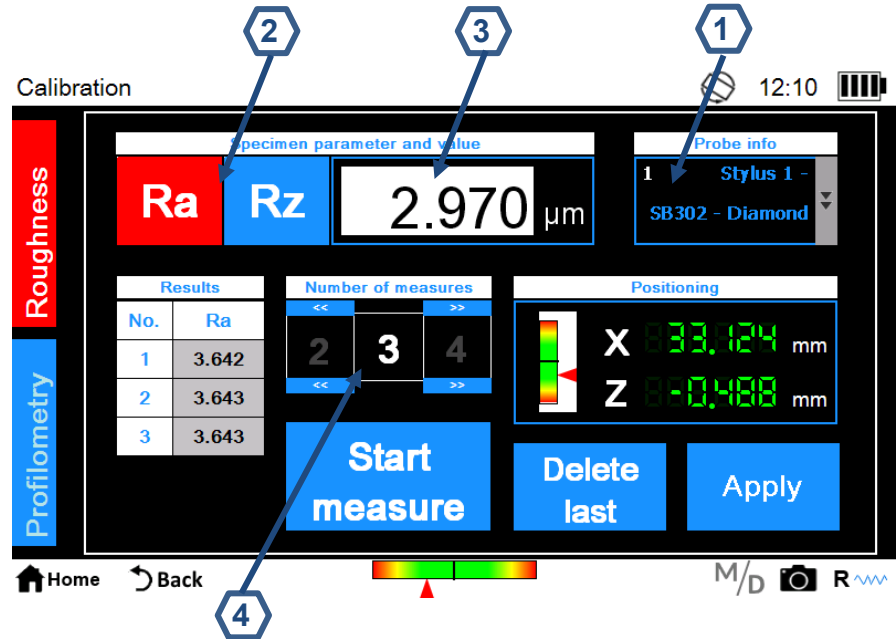 2 3 1
Calibration 12:10
Specimen parameter and value
Probe info
Ra Rz 2.970 µm
1 Stylus 1 -
SB302 - Diamond
Roughness
Profilometry
Results
No. Ra
1 3.642
2 3.643
3 3.643
Number of measures
<< >>
2 3 4
<< >>
Positioning
X 33.124 mm
Z -0.488 mm
Start
measure
Delete
last
Apply
Home Back M/D R
4